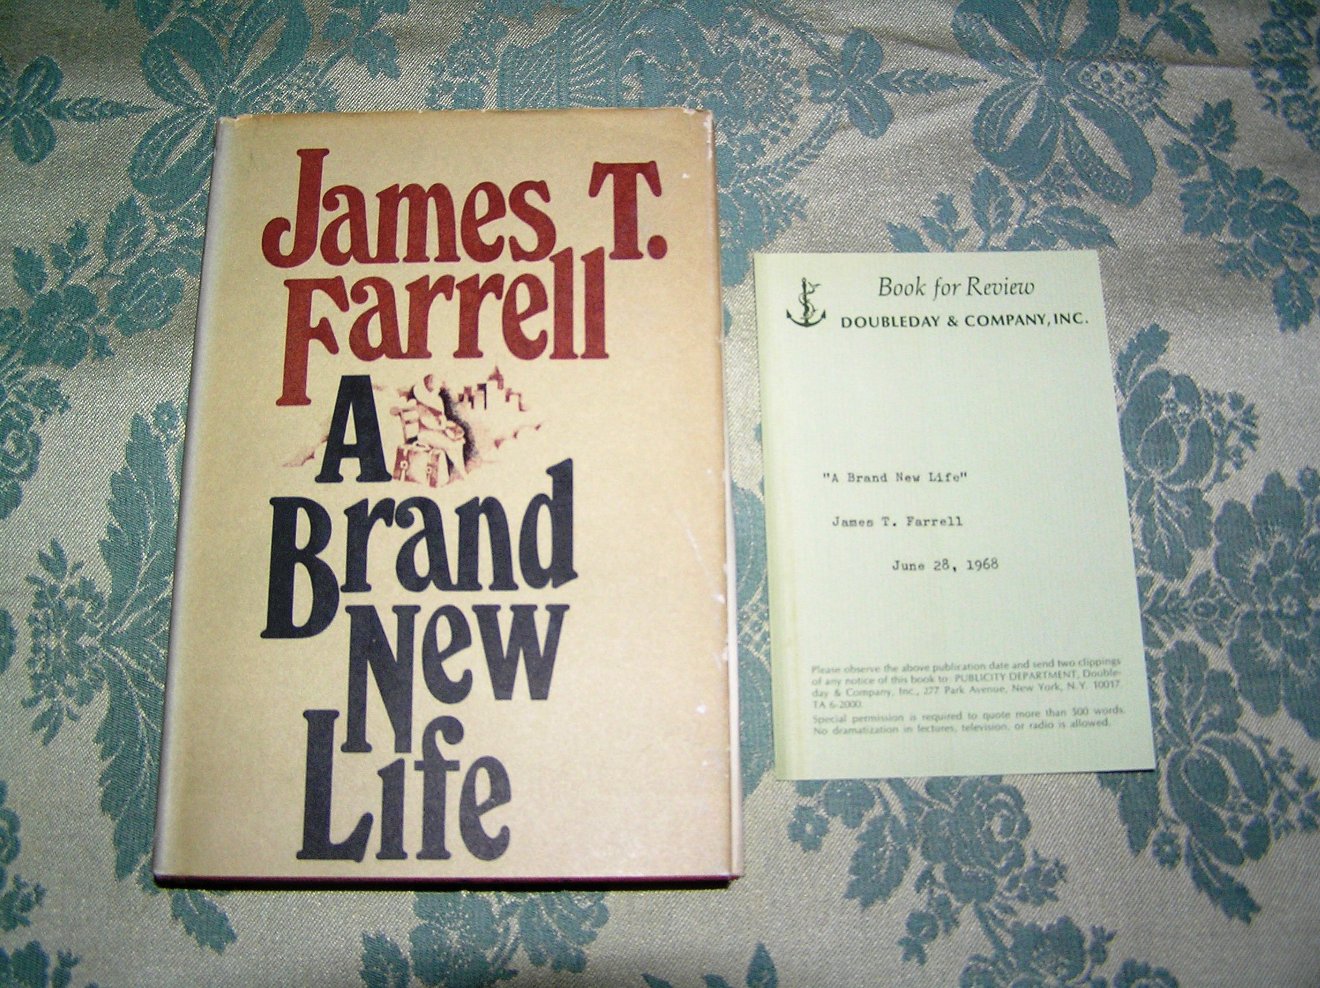 James T.
Farrell
A
Brand
New
Life
Book for Review
DOUBLEDAY & COMPANY, INC.
"A Brand New Life"
James T. Farrell
June 28, 1968
Please observe the above publication date and send two clippings
of any notice of this book to PUBLICITY DEPARTMENT, Double-
day & Company, Inc., 277 Park Avenue, New York, N.Y. 10017.
TA 6-2000.
Special permission is required to quote more than 500 words.
No dramatization in lectures, television, or radio is allowed.